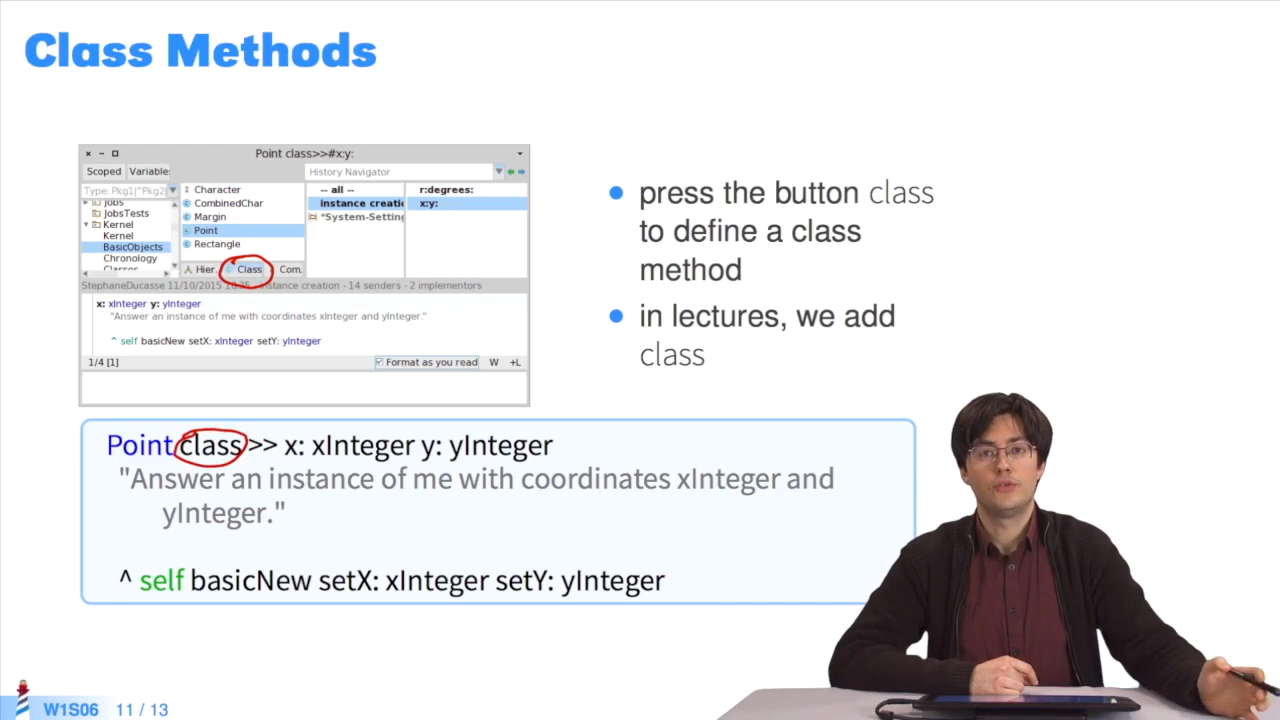 Class Methods
Point class>>#x:y:
Scoped Variable
History Navigator
Type: Pkg1|^Pkg2|
Jobs
JobsTests
Kernel
Kernel
BasicObjects
Chronology
Classes
Character
CombinedChar
Margin
Point
Rectangle
Hier. Class Com.
-- all --
instance creatio
*System-Setting
r:degrees:
x:y:
StephaneDucasse 11/10/2015 · instance creation - 14 senders - 2 implementors
x: xInteger y: yInteger
"Answer an instance of me with coordinates xInteger and yInteger."
^ self basicNew setX: xInteger setY: yInteger
1/4 [1]
Format as you read W +L
press the button class
to define a class
method
in lectures, we add
class
Point class >> x: xInteger y: yInteger
"Answer an instance of me with coordinates xInteger and
yInteger."
^ self basicNew setX: xInteger setY: yInteger
W1S06 11 / 13